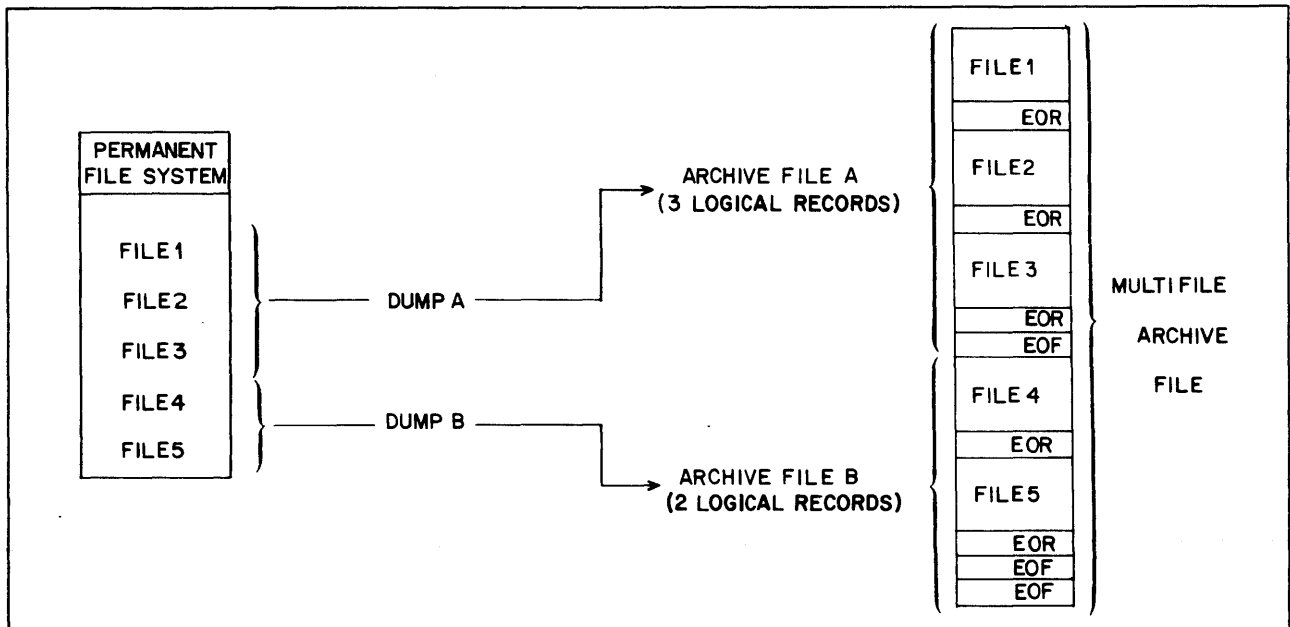 PERMANENT
FILE SYSTEM
FILE1
FILE2
FILE3
FILE4
FILE5
DUMP A
DUMP B
ARCHIVE FILE A
(3 LOGICAL RECORDS)
ARCHIVE FILE B
(2 LOGICAL RECORDS)
FILE1
EOR
FILE2
EOR
FILE3
EOR
EOF
FILE4
EOR
FILE5
EOR
EOF
EOF
MULTIFILE
ARCHIVE
FILE